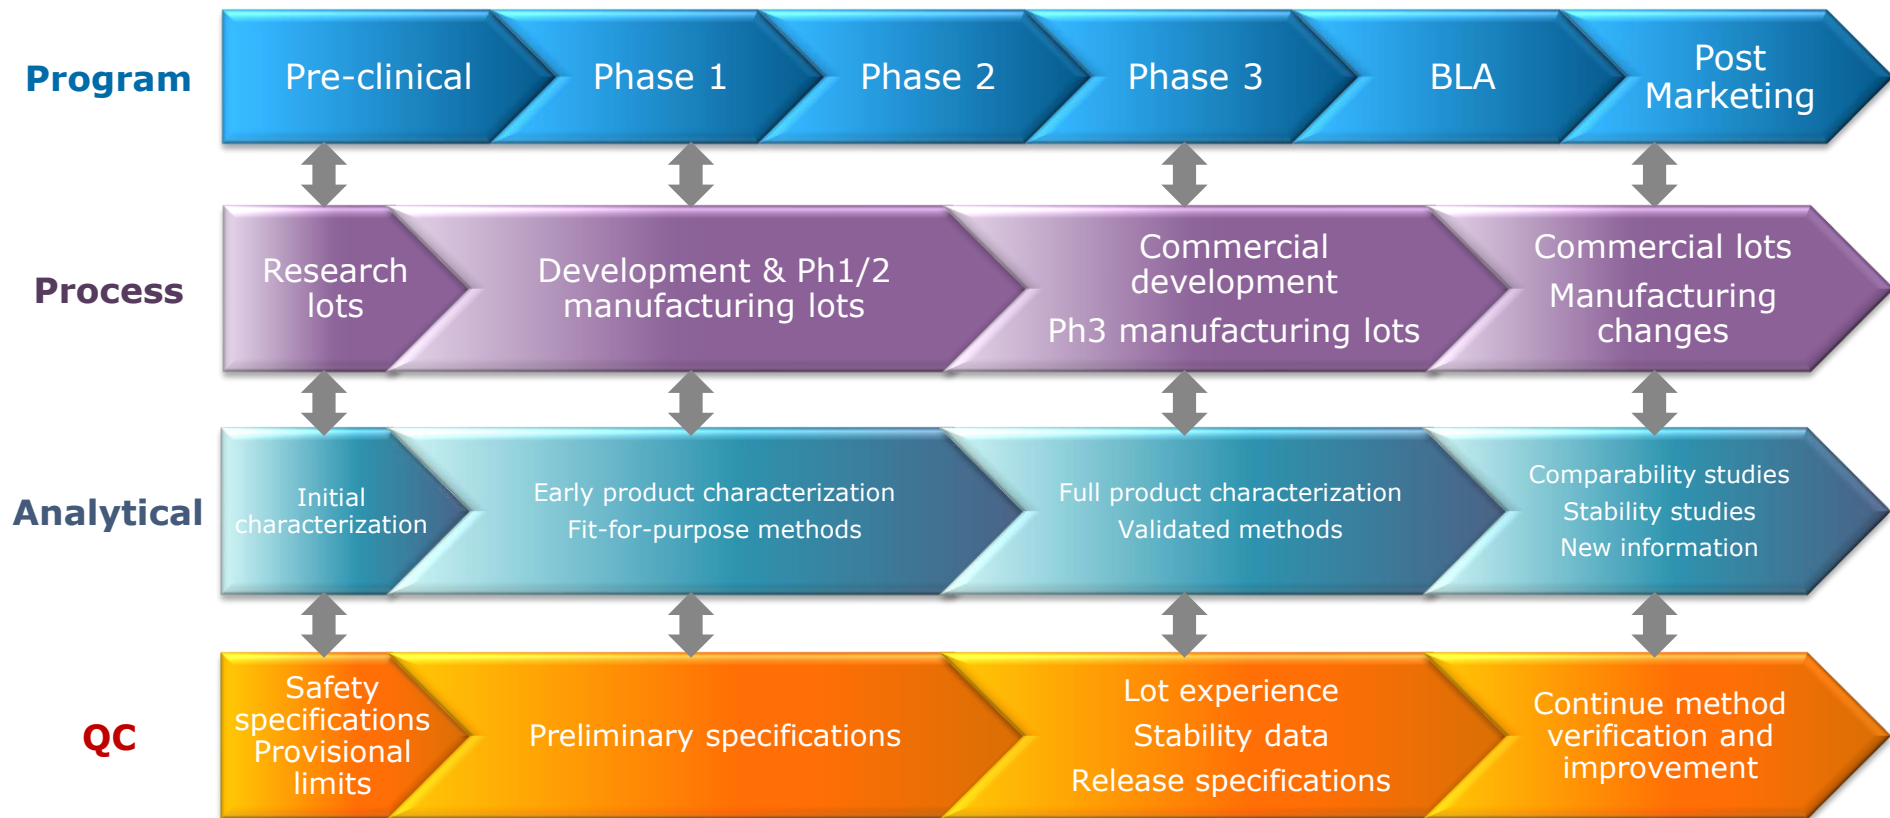 Program
Pre-clinical
Phase 1
Phase 2
Phase 3
BLA
Post
Marketing
Process
Research
lots
Development & Ph1/2
manufacturing lots
Commercial
development
Ph3 manufacturing lots
Commercial lots
Manufacturing
changes
Analytical
Initial
characterization
Early product characterization
Fit-for-purpose methods
Full product characterization
Validated methods
Comparability studies
Stability studies
New information
QC
Safety
specifications
Provisional
limits
Preliminary specifications
Lot experience
Stability data
Release specifications
Continue method
verification and
improvement